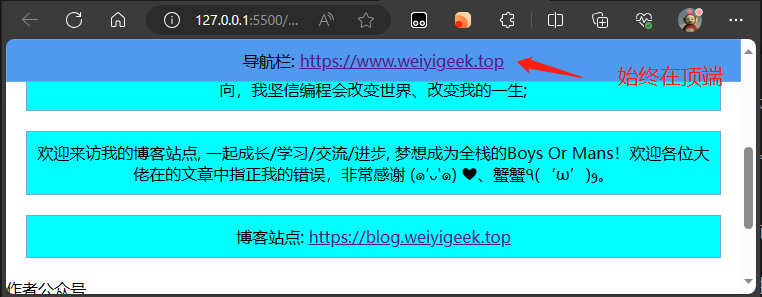 127.0.0.1:5500/...
导航栏: https://www.weiyigeek.top
始终在顶端
向，我坚信编程会改变世界、改变我的一生;
欢迎来访我的博客站点, 一起成长/学习/交流/进步, 梦想成为全栈的Boys Or Mans！欢迎各位大
佬在的文章中指正我的错误，非常感谢 (๑′ᴗ‵๑) ♥、蟹蟹٩(‘ω’)و。
博客站点: https://blog.weiyigeek.top
作者公众号